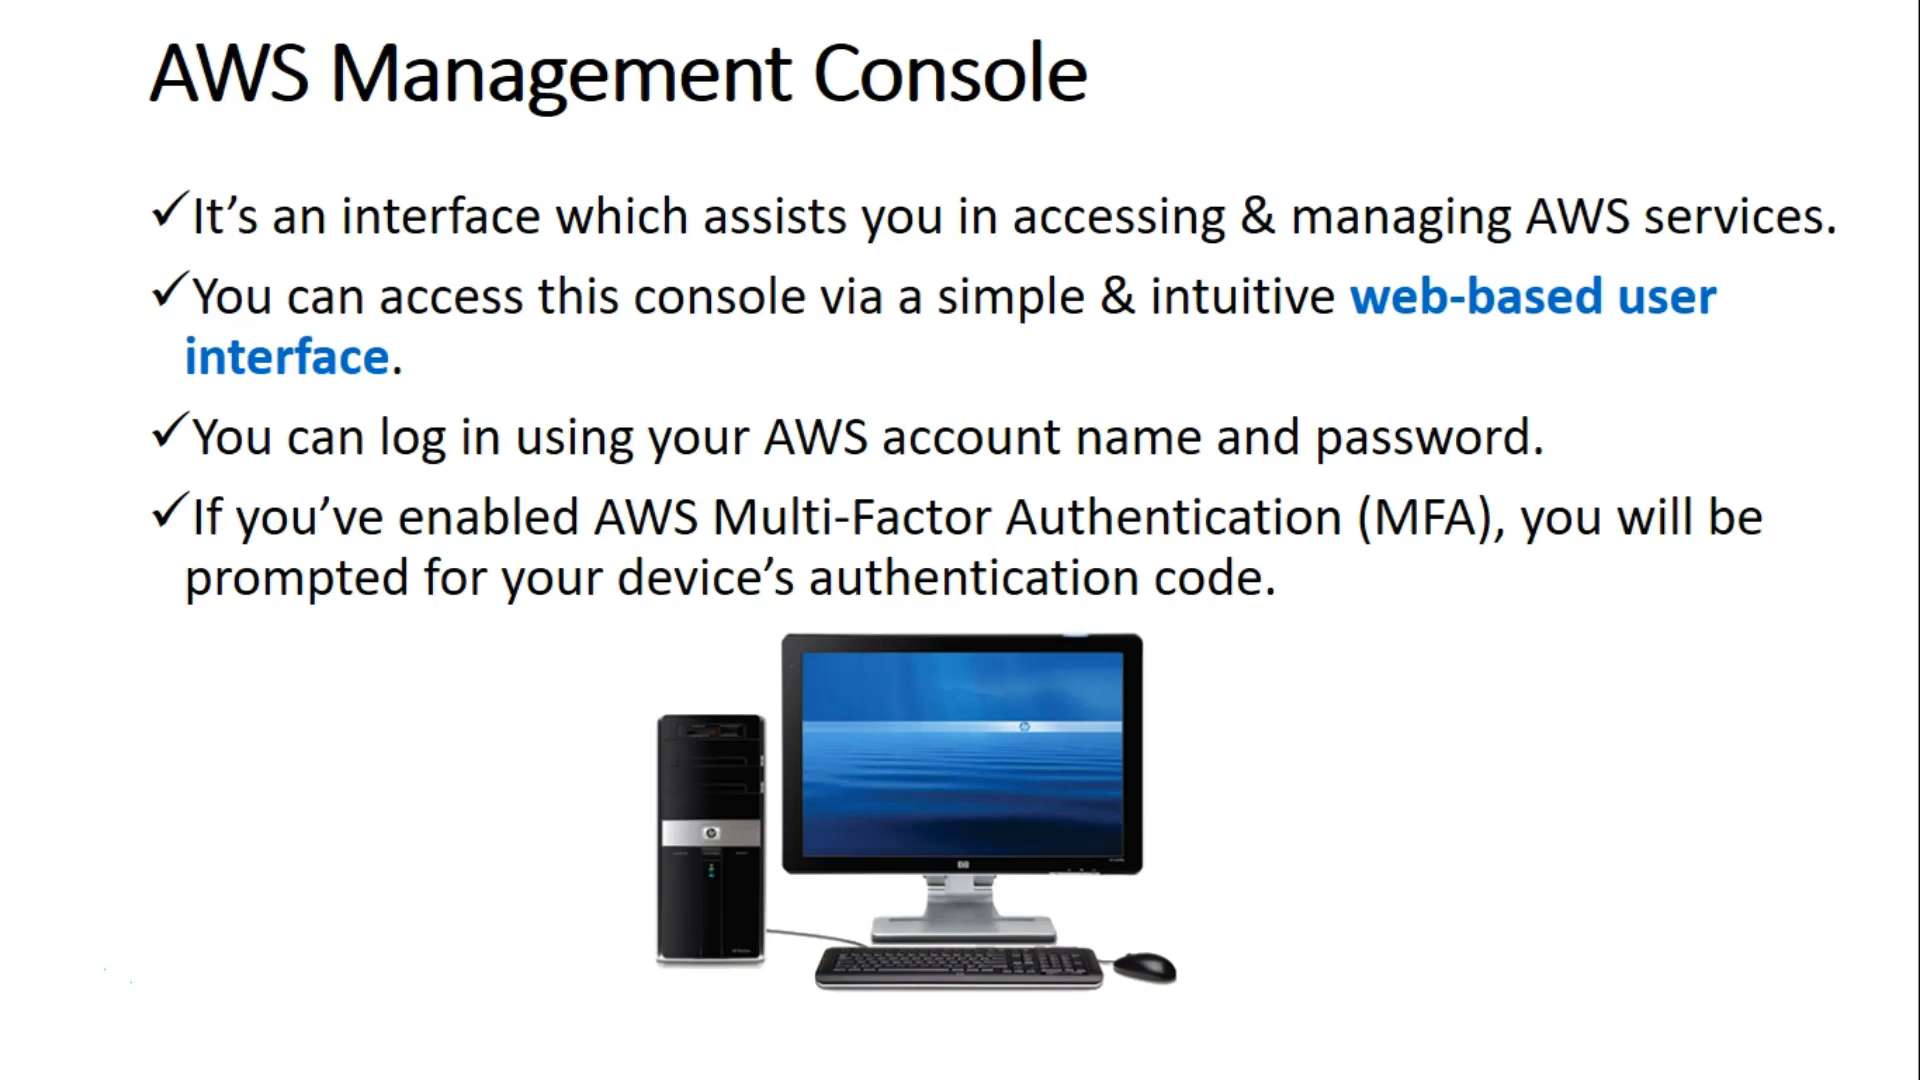 AWS Management Console
✓It’s an interface which assists you in accessing & managing AWS services.
✓You can access this console via a simple & intuitive web-based user
interface.
✓You can log in using your AWS account name and password.
✓If you’ve enabled AWS Multi-Factor Authentication (MFA), you will be
prompted for your device’s authentication code.